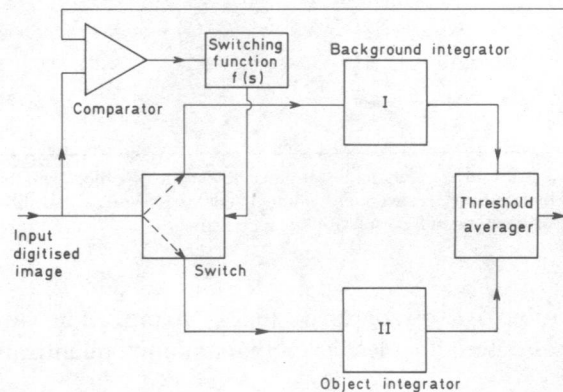 Switching
function
f(s)
Comparator
Background integrator
I
Input
digitised
image
Switch
Threshold
averager
II
Object integrator